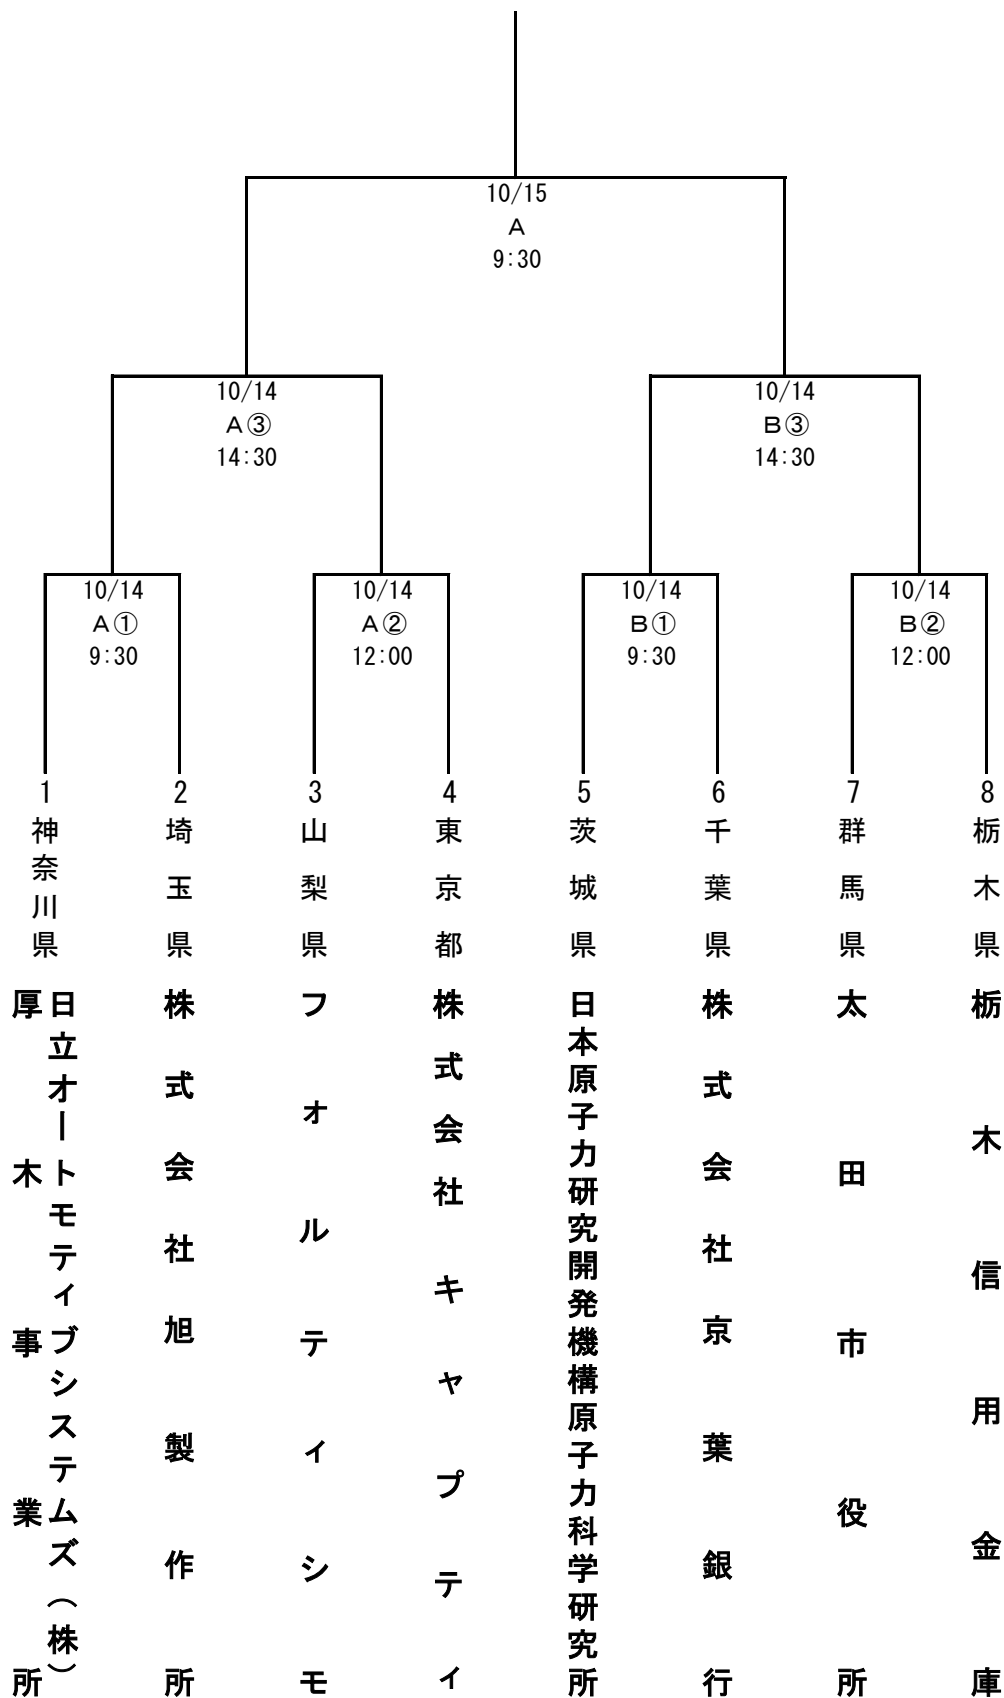 10/15
A
9:30
10/14
A③
14:30
10/14
B③
14:30
10/14
A①
9:30
10/14
A②
12:00
10/14
B①
9:30
10/14
B②
12:00
1
神奈川県
日立オートモティブシステムズ（株）
厚木事業所
2
埼玉県
株式会社旭製作所
3
山梨県
フォルティシモ
4
東京都
株式会社キャプティ
5
茨城県
日本原子力研究開発機構原子力科学研究所
6
千葉県
株式会社京葉銀行
7
群馬県
太田市役所
8
栃木県
栃木信用金庫